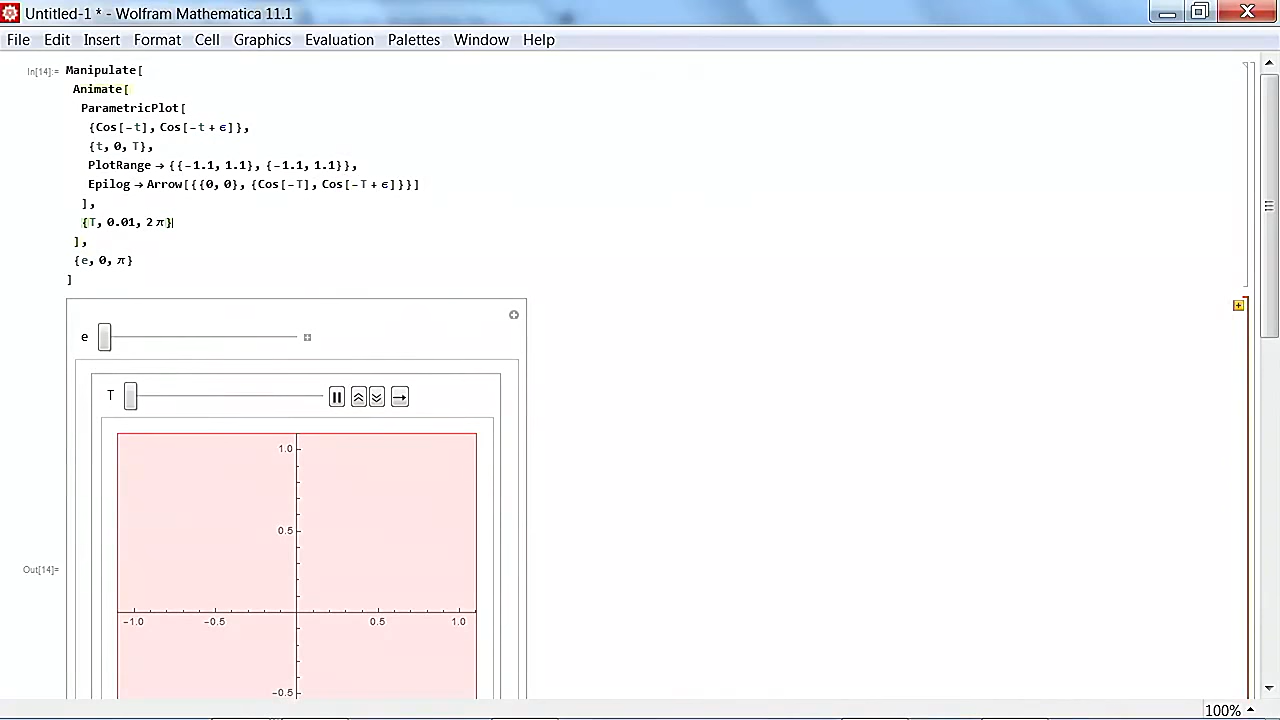 Untitled-1 * - Wolfram Mathematica 11.1
File Edit Insert Format Cell Graphics Evaluation Palettes Window Help
In[14]:= Manipulate[
Animate[
ParametricPlot[
{Cos[-t], Cos[-t + ϵ]},
{t, 0, T},
PlotRange → {{-1.1, 1.1}, {-1.1, 1.1}},
Epilog → Arrow[{{0, 0}, {Cos[-T], Cos[-T + ϵ]}}]
],
{T, 0.01, 2 π}
],
{e, 0, π}
]
e
T
1.0
0.5
Out[14]=
-1.0 -0.5 0.5 1.0
-0.5
100%